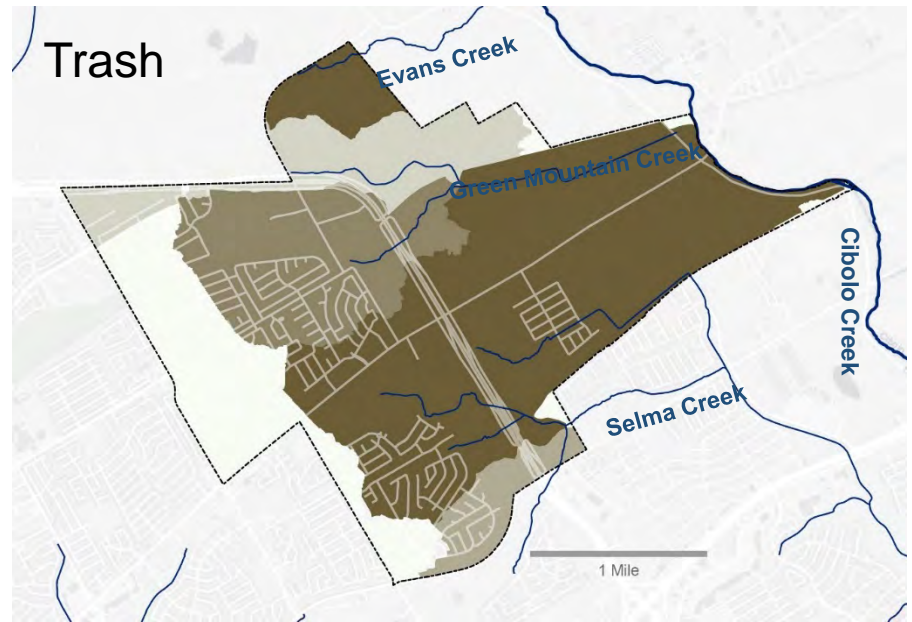 Trash
Evans Creek
Green Mountain Creek
Cibolo Creek
Selma Creek
1 Mile